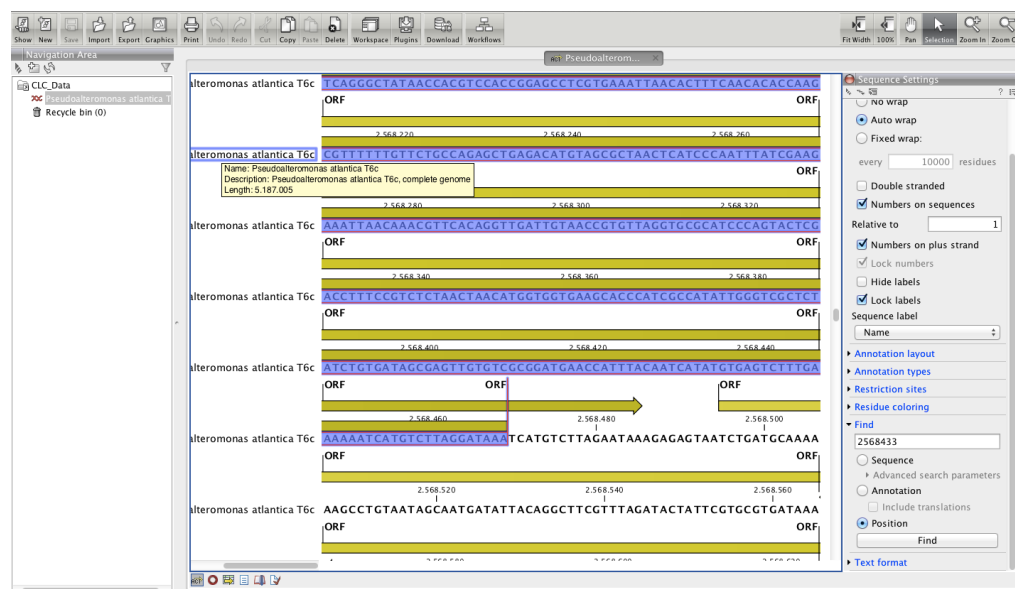 Show New Save Import Export Graphics Print Undo Redo Cut Copy Paste Delete Workspace Plugins Download Workflows Fit Width 100% Pan Selection Zoom In Zoom
Navigation Area
CLC_Data
Pseudoalteromonas atlantica T
Recycle bin (0)
Pseudoalterom...
alteromonas atlantica T6c TCAGGGCTATAACCACGTCCACCGGAGCCTCGTGAAATTAACACTTTCAACACACCAAG
ORF ORF
2.568.220 2.568.240 2.568.260
alteromonas atlantica T6c CGTTTTTTGTTCTGCCAGAGCTGAGACATGTAGCGCTAACTCATCCCAATTTATCGAAG
ORF
Name: Pseudoalteromonas atlantica T6c
Description: Pseudoalteromonas atlantica T6c, complete genome
Length: 5.187.005
2.568.280 2.568.300 2.568.320
alteromonas atlantica T6c AAATTAACAAACGTTCACAGGTTGATTGTAACCGTGTTAGGTGCGCATCCCAGTACTCG
ORF ORF
2.568.340 2.568.360 2.568.380
alteromonas atlantica T6c ACCTTTCCGTCTCTAACTAACATGGTGGTGAAGCACCCATCGCCATATTGGGTCGCTCT
ORF ORF
2.568.400 2.568.420 2.568.440
alteromonas atlantica T6c ATCTGTGATAGCGAGTTGTGTCGCGGATGAACCATTTACAATCATATGTGAGTCTTTGA
ORF ORF ORF
2.568.460 2.568.480 2.568.500
alteromonas atlantica T6c AAAAATCATGTCTTAGGATAAATCATGTCTTAGAATAAAGAGAGTAATCTGATGCAAAA
ORF ORF
2.568.520 2.568.540 2.568.560
alteromonas atlantica T6c AAGCCTGTAATAGCAATGATATTACAGGCTTCGTTTAGATACTATTCGTGCGTGATAAA
ORF ORF
Sequence Settings
?
No wrap
Auto wrap
Fixed wrap:
every 10000 residues
Double stranded
Numbers on sequences
Relative to 1
Numbers on plus strand
Lock numbers
Hide labels
Lock labels
Sequence label
Name
Annotation layout
Annotation types
Restriction sites
Residue coloring
Find
2568433
Sequence
Advanced search parameters
Annotation
Include translations
Position
Find
Text format